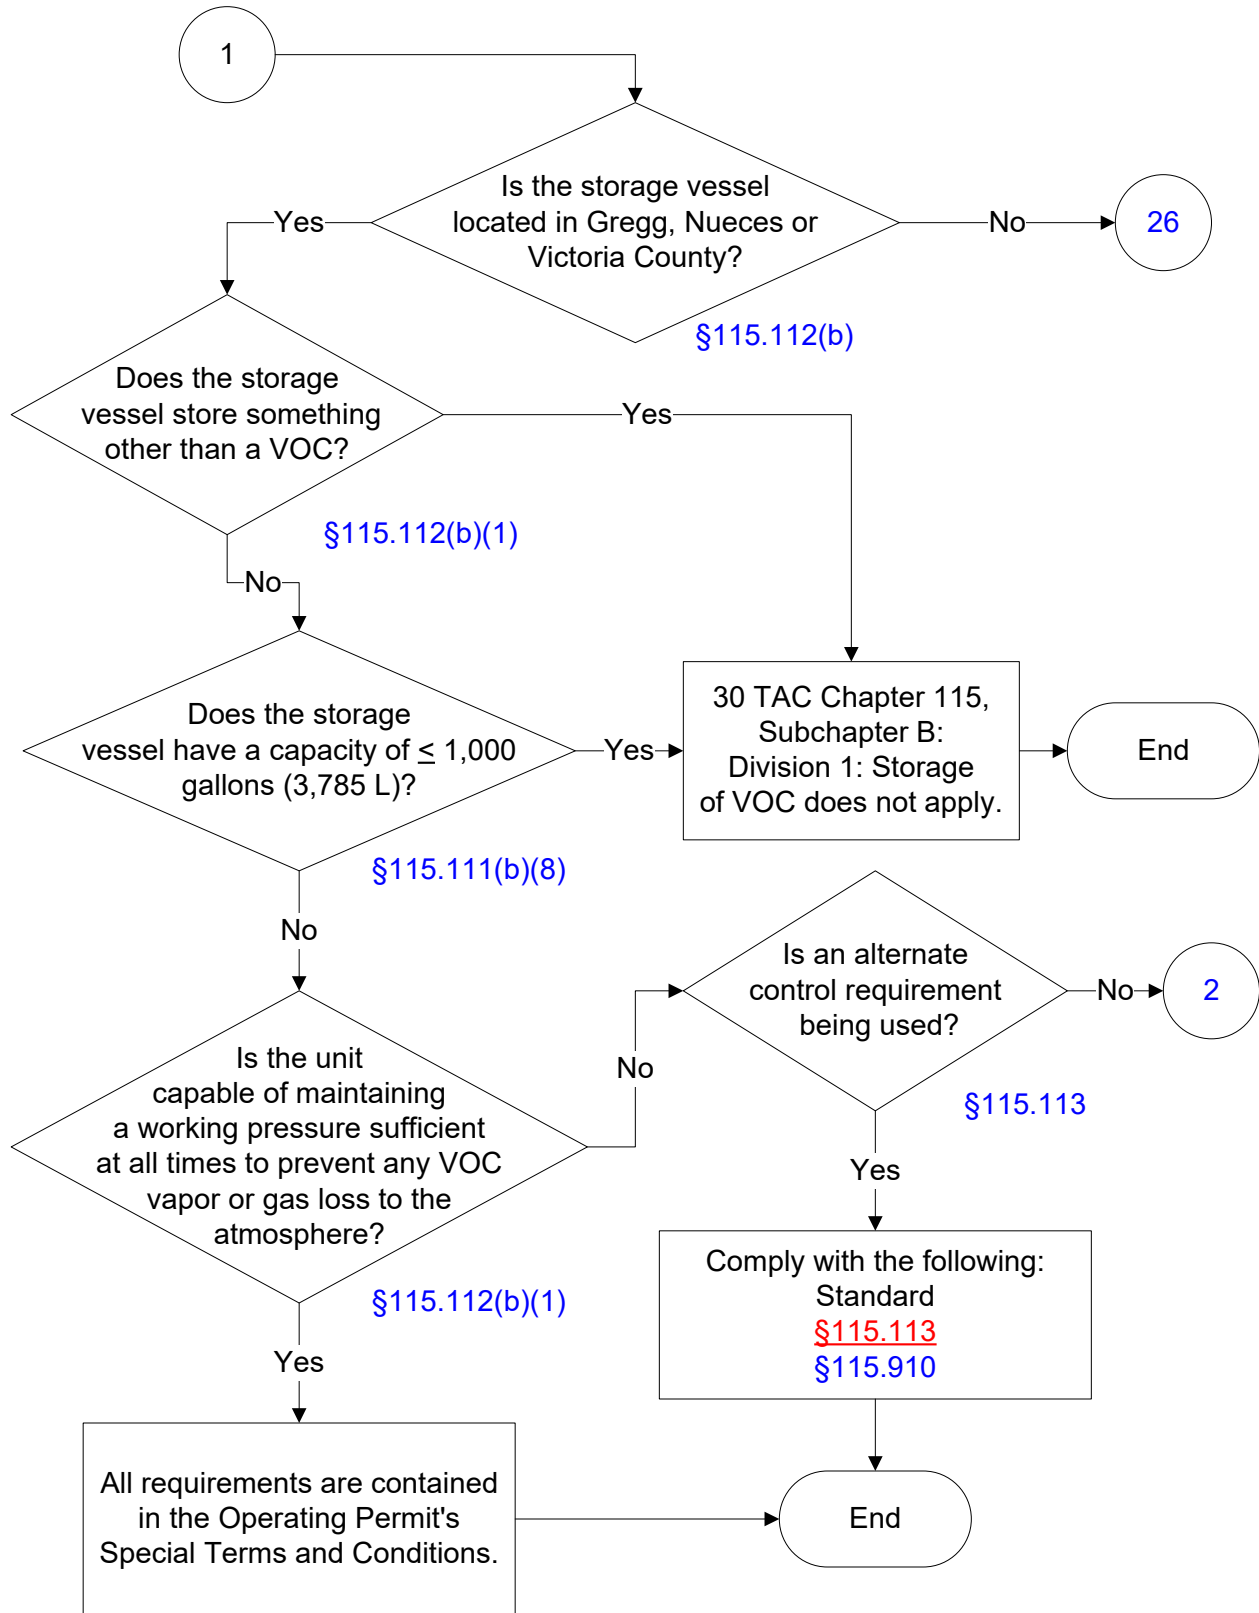 1
Is the storage vessel
located in Gregg, Nueces or
Victoria County?
Yes
No
26
§115.112(b)
Does the storage
vessel store something
other than a VOC?
Yes
§115.112(b)(1)
No
Does the storage
vessel have a capacity of ≤ 1,000
gallons (3,785 L)?
Yes
30 TAC Chapter 115,
Subchapter B:
Division 1: Storage
of VOC does not apply.
End
§115.111(b)(8)
No
Is the unit
capable of maintaining
a working pressure sufficient
at all times to prevent any VOC
vapor or gas loss to the
atmosphere?
No
Is an alternate
control requirement
being used?
No
2
§115.113
Yes
§115.112(b)(1)
Yes
Comply with the following:
Standard
§115.113
§115.910
All requirements are contained
in the Operating Permit's
Special Terms and Conditions.
End